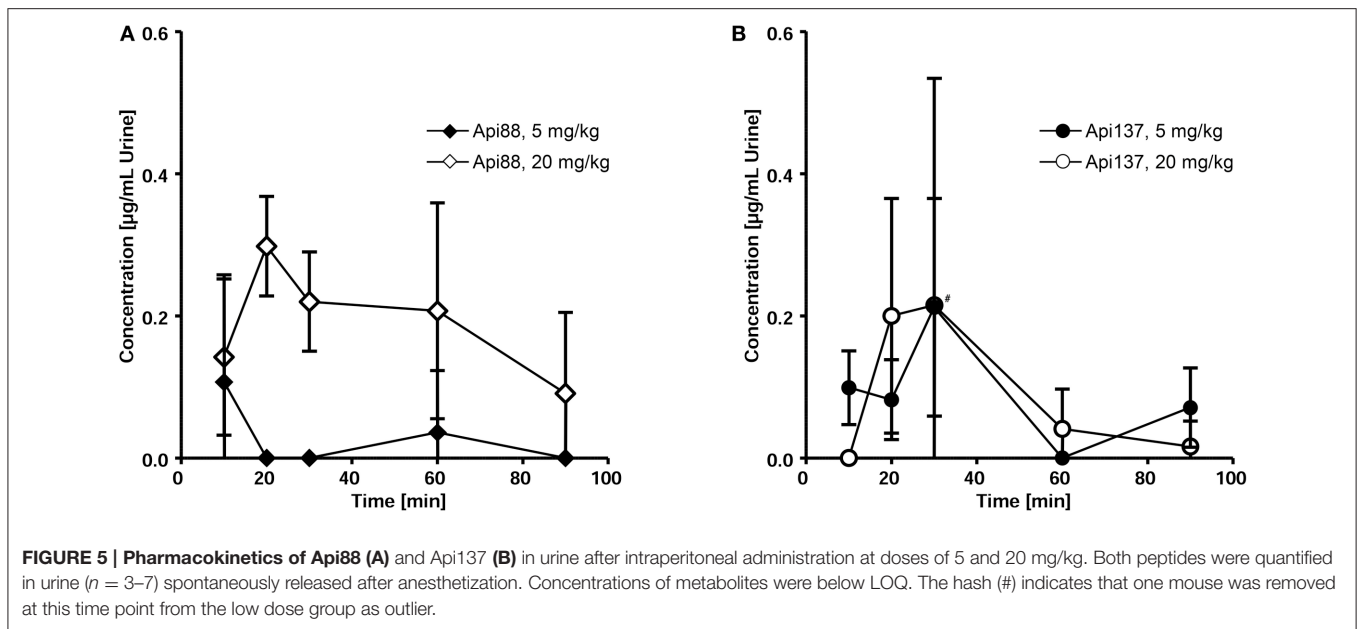 A
0.6
0.4
0.2
0.0
Concentration [µg/mL Urine]
Api88, 5 mg/kg
Api88, 20 mg/kg
0
20
40
60
80
100
Time [min]
B
0.6
0.4
0.2
0.0
Concentration [µg/mL Urine]
Api137, 5 mg/kg
Api137, 20 mg/kg
#
0
20
40
60
80
100
Time [min]
FIGURE 5 | Pharmacokinetics of Api88 (A) and Api137 (B) in urine after intraperitoneal administration at doses of 5 and 20 mg/kg. Both peptides were quantified
in urine (n = 3–7) spontaneously released after anesthetization. Concentrations of metabolites were below LOQ. The hash (#) indicates that one mouse was removed
at this time point from the low dose group as outlier.